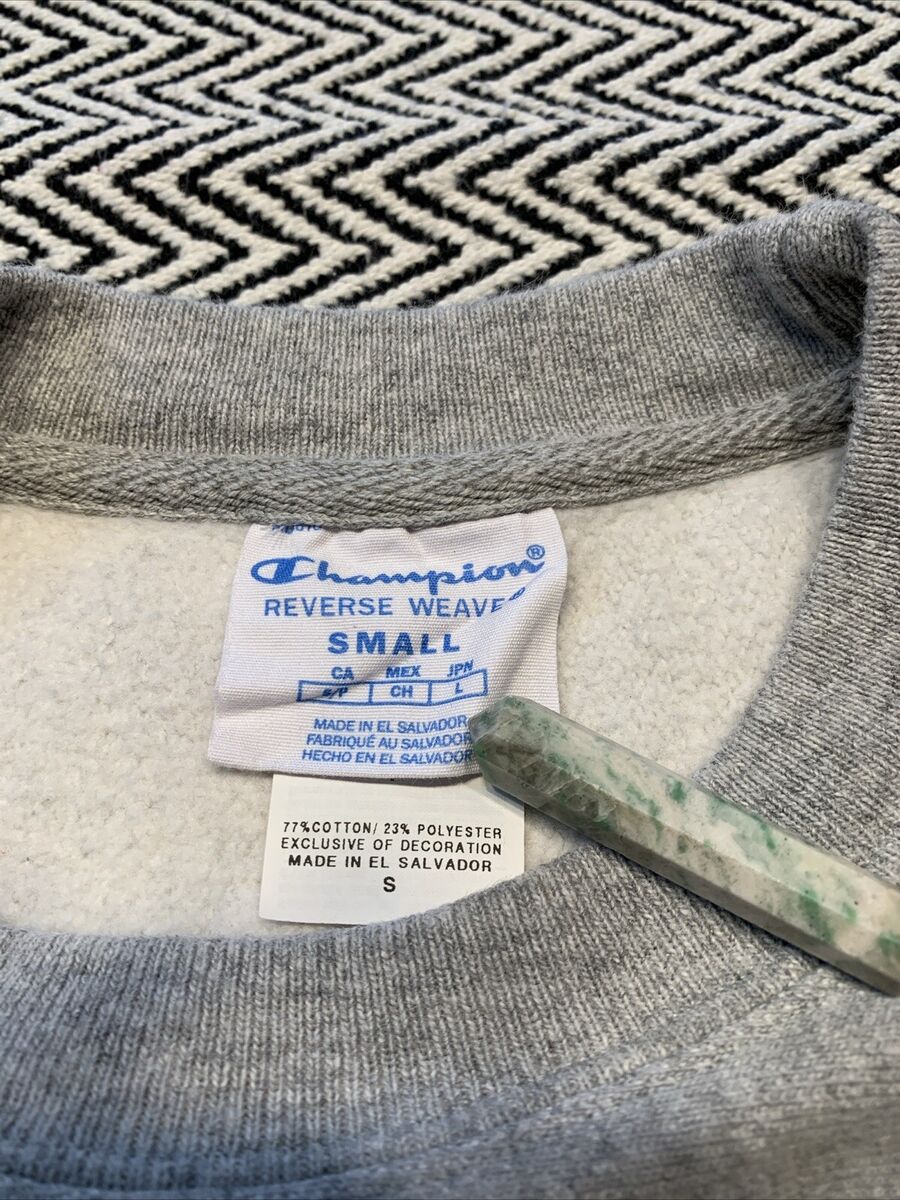 Champion®
REVERSE WEAVE®
SMALL
CA MEX JPN
S/P CH L
MADE IN EL SALVADOR
FABRIQUÉ AU SALVADOR
HECHO EN EL SALVADOR
77%COTTON/ 23% POLYESTER
EXCLUSIVE OF DECORATION
MADE IN EL SALVADOR
S